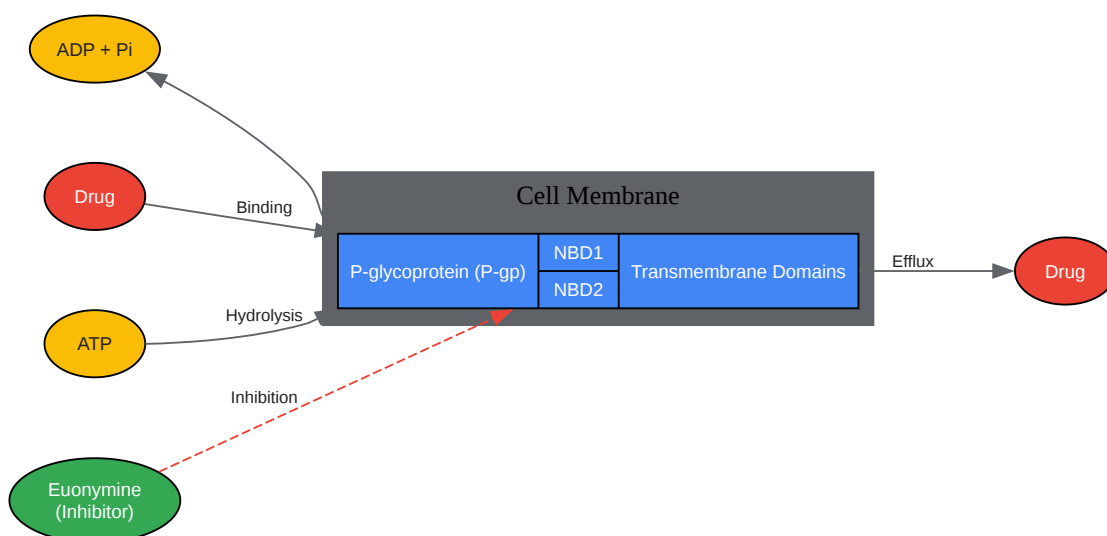 ADP + Pi
Drug
Binding
Cell Membrane
P-glycoprotein (P-gp)
NBD1
NBD2
Transmembrane Domains
Efflux
Drug
Hydrolysis
ATP
Inhibition
Euonymine
(Inhibitor)